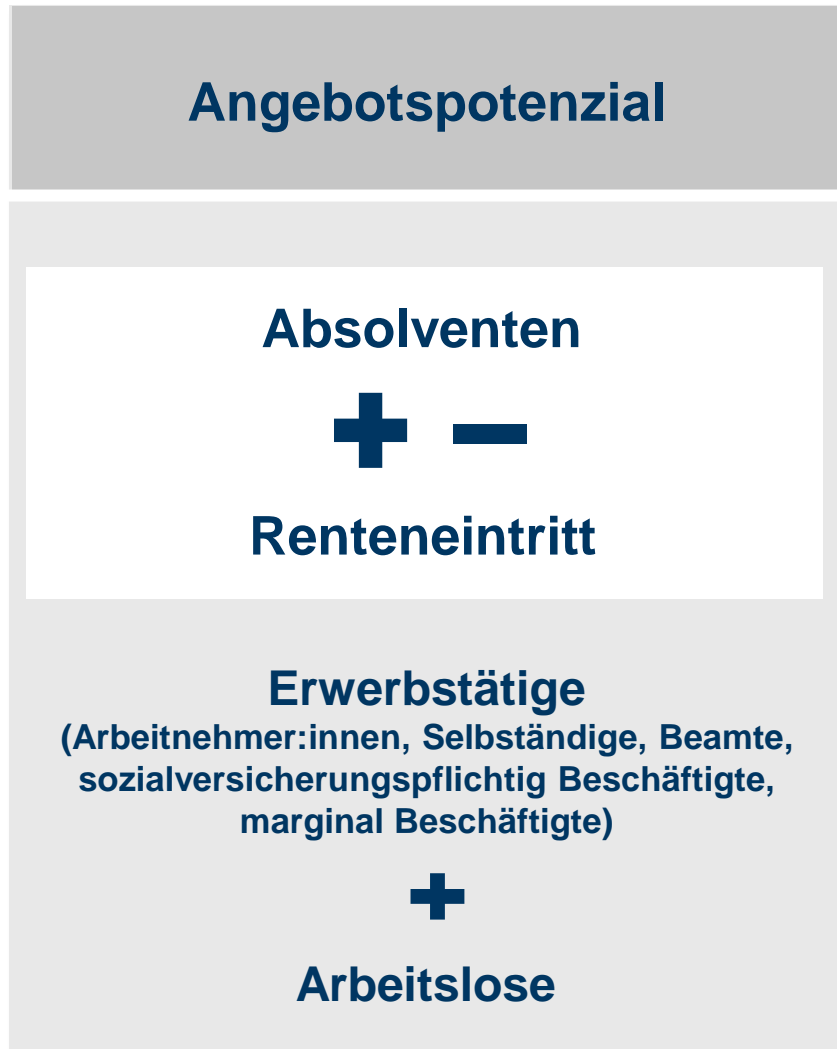 Angebotspotenzial
Absolventen
+ −
Renteneintritt
Erwerbstätige
(Arbeitnehmer:innen, Selbständige, Beamte,
sozialversicherungspflichtig Beschäftigte,
marginal Beschäftigte)
+
Arbeitslose